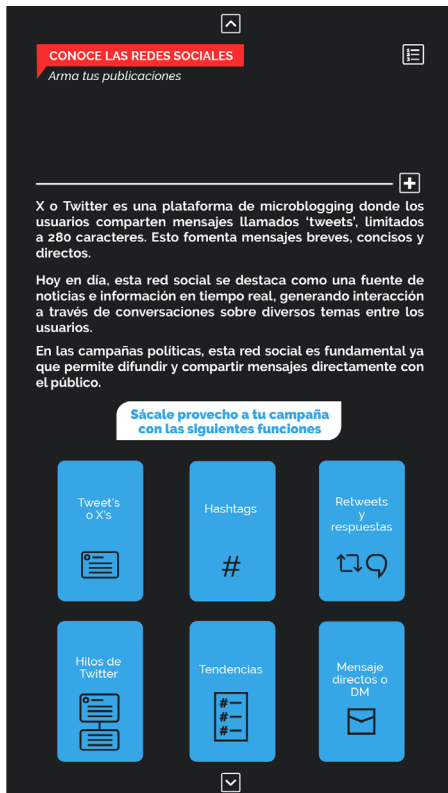 CONOCE LAS REDES SOCIALES
Arma tus publicaciones
X o Twitter es una plataforma de microblogging donde los
usuarios comparten mensajes llamados ‘tweets’, limitados
a 280 caracteres. Esto fomenta mensajes breves, concisos y
directos.
Hoy en día, esta red social se destaca como una fuente de
noticias e información en tiempo real, generando interacción
a través de conversaciones sobre diversos temas entre los
usuarios.
En las campañas políticas, esta red social es fundamental ya
que permite difundir y compartir mensajes directamente con
el público.
Sácale provecho a tu campaña
con las siguientes funciones
Tweet's
o X's
Hashtags
#
Retweets
y
respuestas
Hilos de
Twitter
Tendencias
#
#
#
Mensaje
directos o
DM